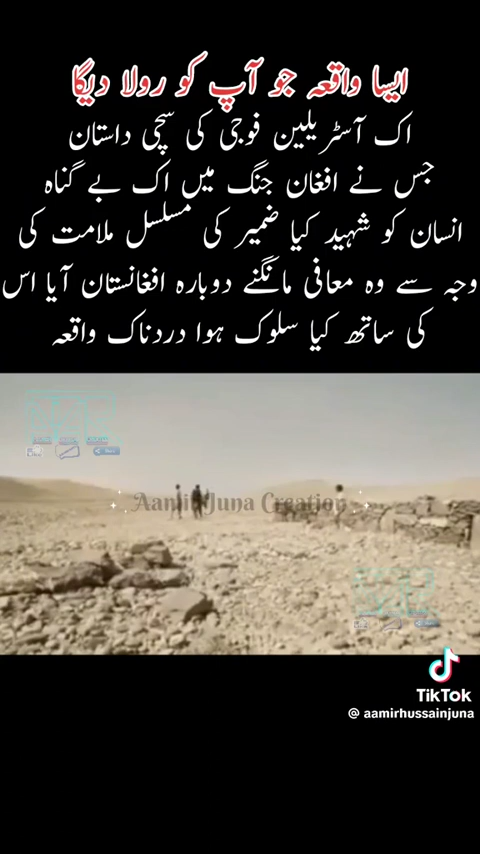 ایسا واقعہ جو آپ کو رولا دیگا
اک آسٹریلین فوجی کی سچی داستان
جس نے افغان جنگ میں اک بے گناہ
انسان کو شہید کیا ضمیر کی مسلسل ملامت کی
وجہ سے وہ معافی مانگنے دوبارہ افغانستان آیا اس
کی ساتھ کیا سلوک ہوا دردناک واقعہ
Aamir Juna Creation
TikTok
@ aamirhussainjuna